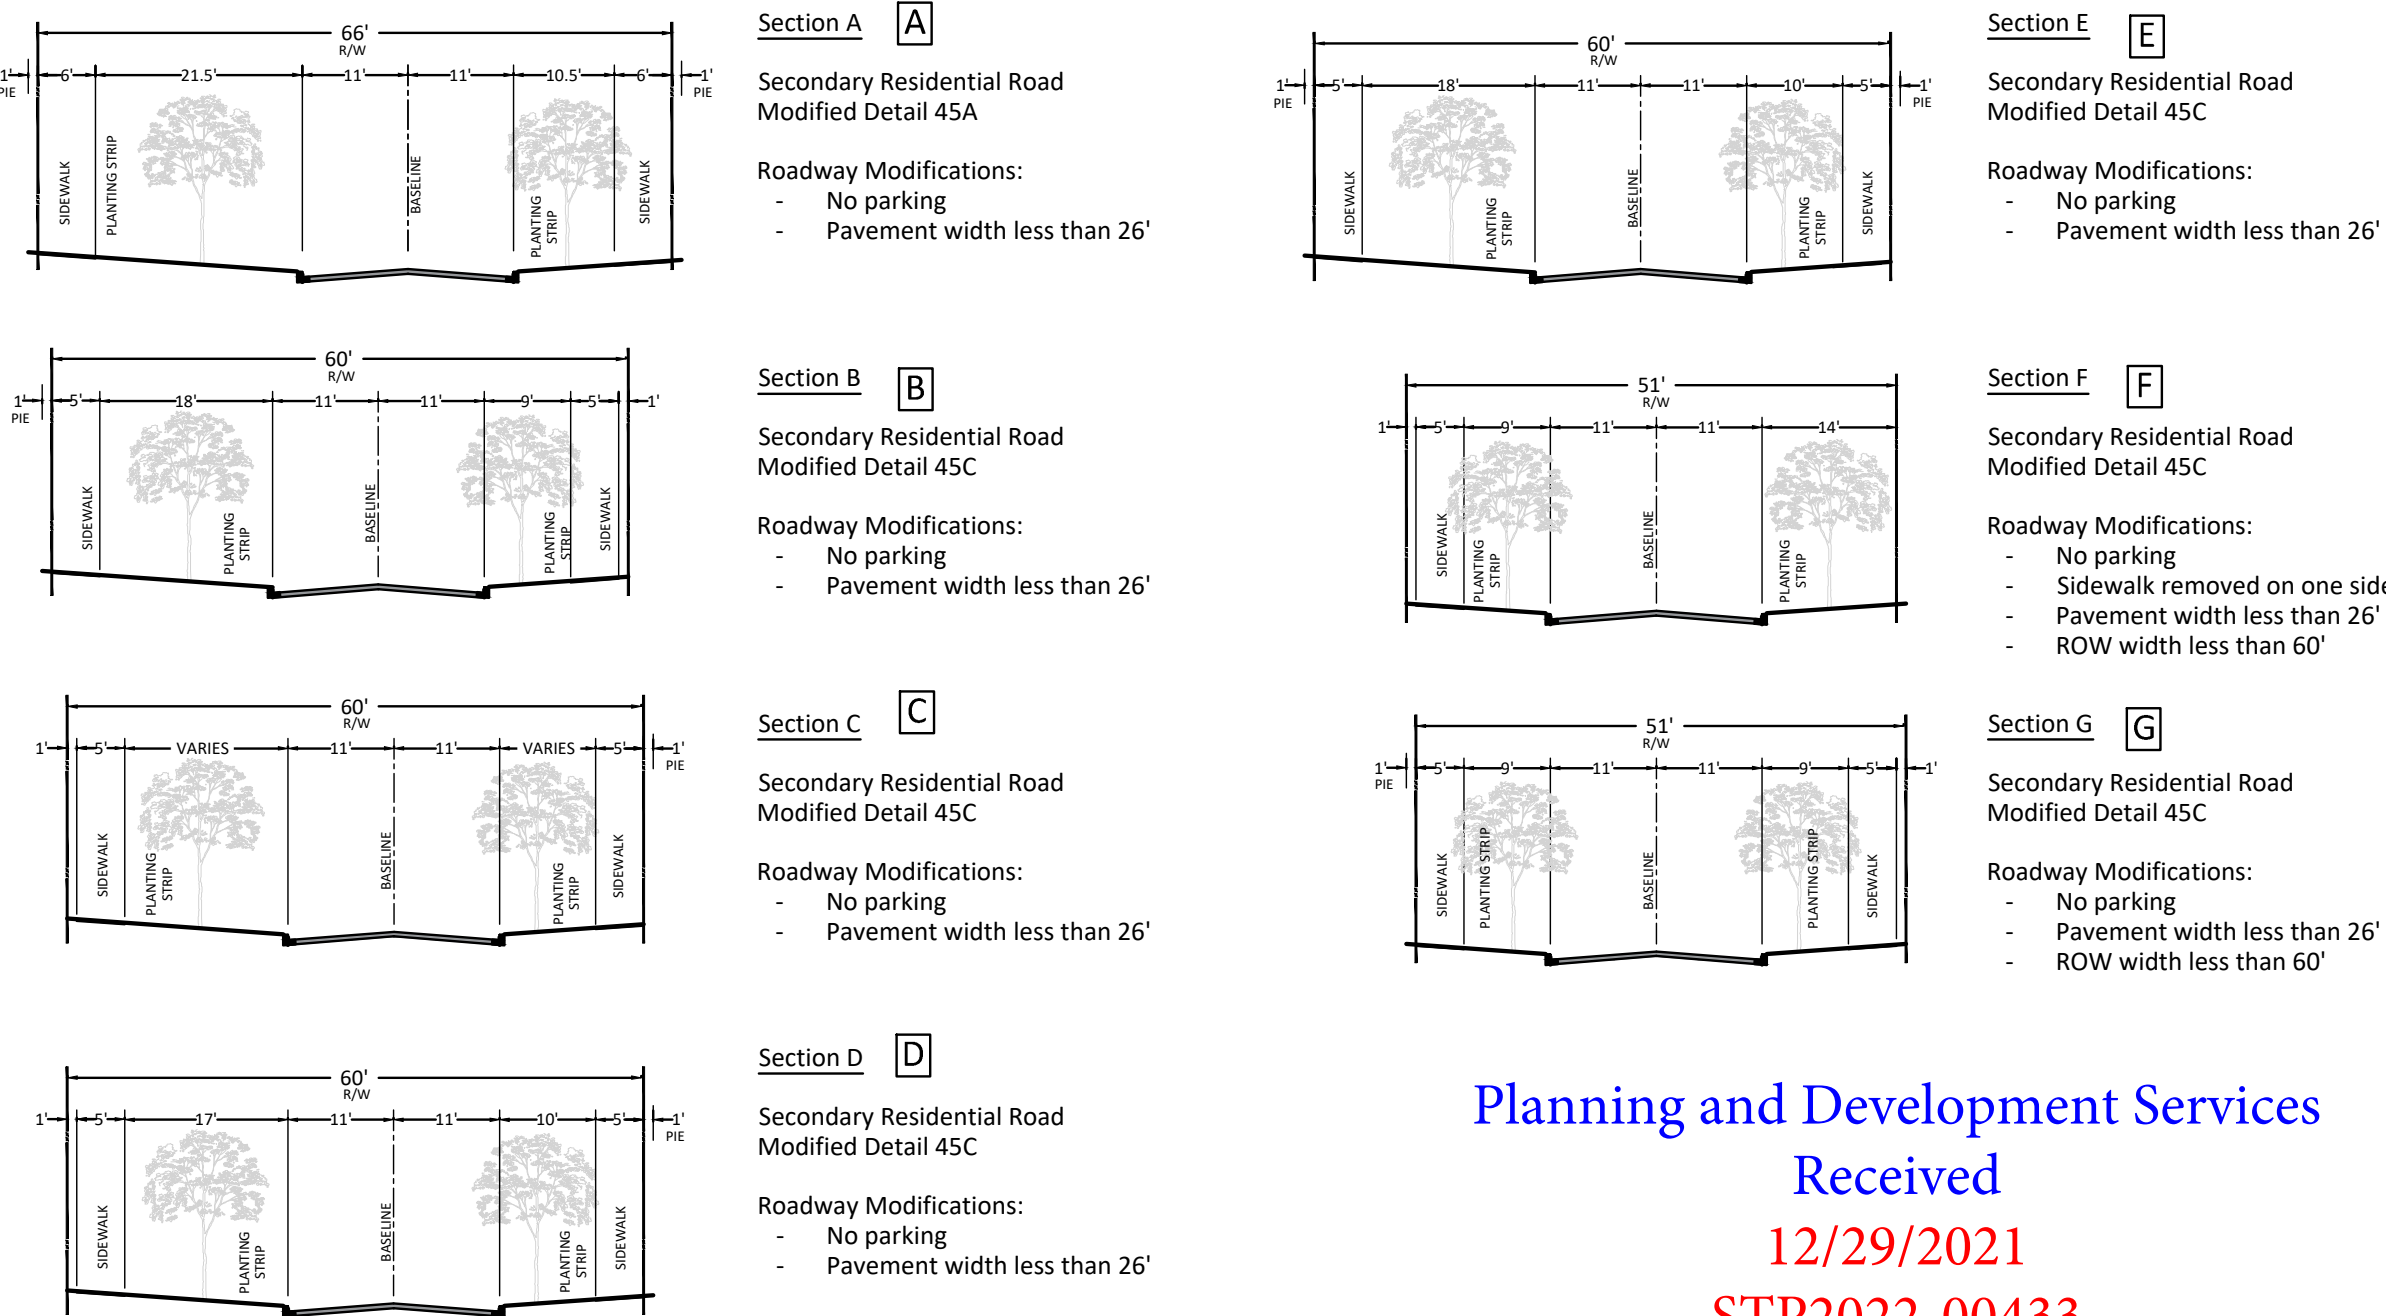 66'
R/W
1' 6' 21.5' 11' 11' 10.5' 6' 1'
PIE PIE
SIDEWALK
PLANTING STRIP
BASELINE
PLANTING
STRIP
SIDEWALK
Section A A
Secondary Residential Road
Modified Detail 45A
Roadway Modifications:
- No parking
- Pavement width less than 26'
60'
R/W
1' 5' 18' 11' 11' 9' 5' 1'
PIE
SIDEWALK
PLANTING
STRIP
BASELINE
PLANTING
STRIP
SIDEWALK
Section B B
Secondary Residential Road
Modified Detail 45C
Roadway Modifications:
- No parking
- Pavement width less than 26'
60'
R/W
1' 5' VARIES 11' 11' VARIES 5' 1'
PIE
SIDEWALK
PLANTING
STRIP
BASELINE
PLANTING
STRIP
SIDEWALK
Section C C
Secondary Residential Road
Modified Detail 45C
Roadway Modifications:
- No parking
- Pavement width less than 26'
60'
R/W
1' 5' 17' 11' 11' 10' 5' 1'
PIE
SIDEWALK
PLANTING
STRIP
BASELINE
PLANTING
STRIP
SIDEWALK
Section D D
Secondary Residential Road
Modified Detail 45C
Roadway Modifications:
- No parking
- Pavement width less than 26'
60'
R/W
1' 5' 18' 11' 11' 10' 5' 1'
PIE PIE
SIDEWALK
PLANTING
STRIP
BASELINE
PLANTING
STRIP
SIDEWALK
Section E E
Secondary Residential Road
Modified Detail 45C
Roadway Modifications:
- No parking
- Pavement width less than 26'
51'
R/W
1' 5' 9' 11' 11' 14'
SIDEWALK
PLANTING
STRIP
BASELINE
PLANTING
STRIP
Section F F
Secondary Residential Road
Modified Detail 45C
Roadway Modifications:
- No parking
- Sidewalk removed on one side
- Pavement width less than 26'
- ROW width less than 60'
51'
R/W
1' 5' 9' 11' 11' 9' 5' 1'
PIE
SIDEWALK
PLANTING STRIP
BASELINE
PLANTING STRIP
SIDEWALK
Section G G
Secondary Residential Road
Modified Detail 45C
Roadway Modifications:
- No parking
- Pavement width less than 26'
- ROW width less than 60'
Planning and Development Services
Received
12/29/2021
STP2022-00433